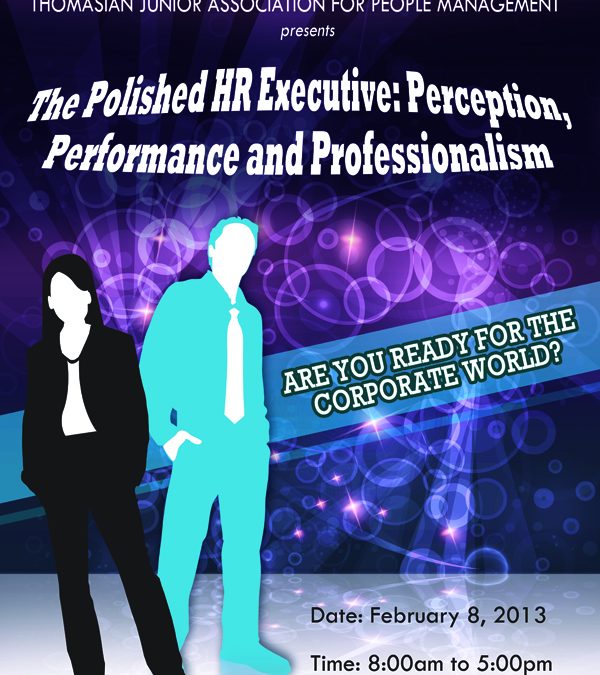 THOMASIAN JUNIOR ASSOCIATION FOR PEOPLE MANAGEMENT
presents
The Polished HR Executive: Perception,
Performance and Professionalism
ARE YOU READY FOR THE
CORPORATE WORLD?
Date: February 8, 2013
Time: 8:00am to 5:00pm